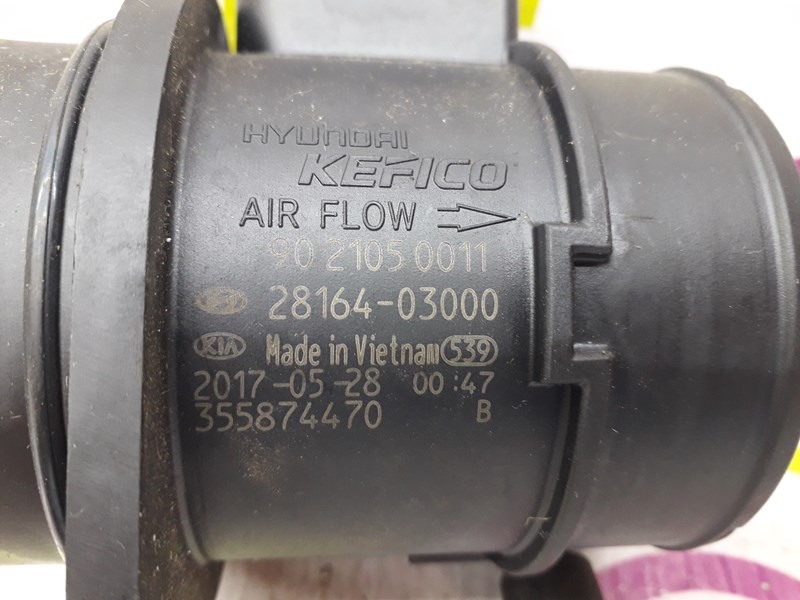 HYUNDAI
KEFICO
AIR FLOW
90 2105 0011
28164-03000
KIA Made in Vietnam 539
2017-05-28 00:47
355874470 B